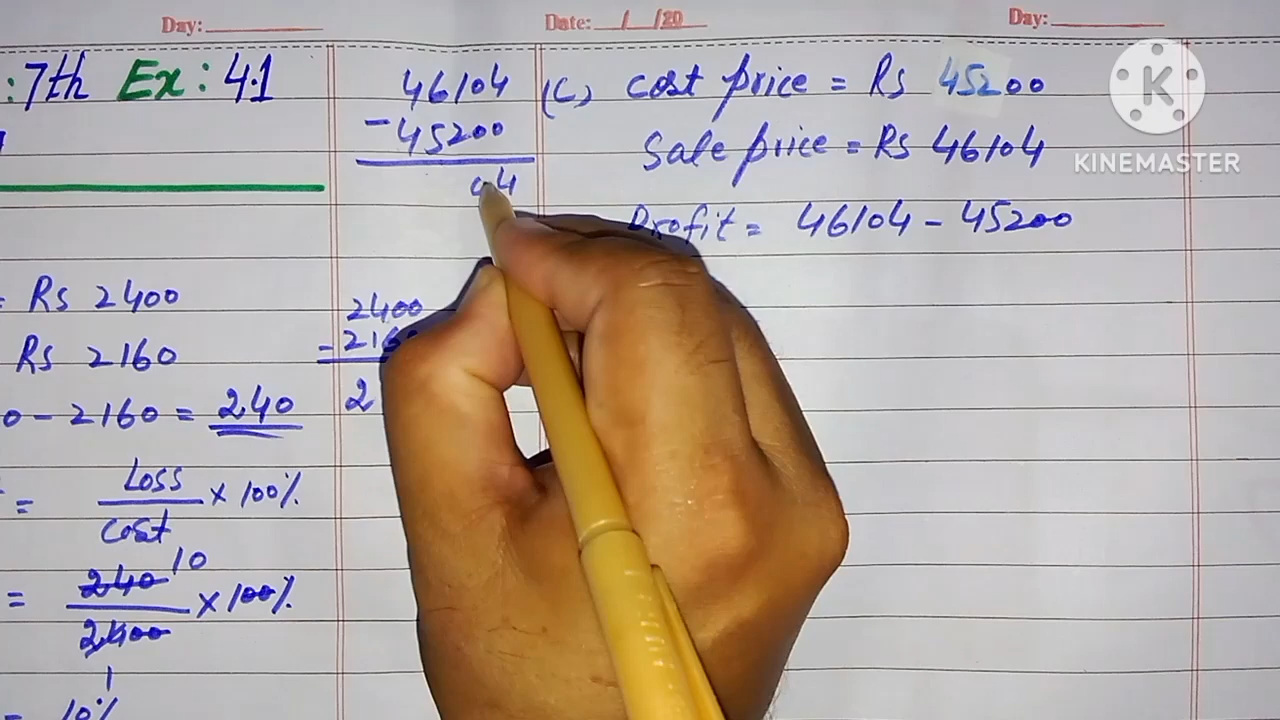 Day:
Date: / /20
Day:
: 7th Ex : 4.1
46104
- 45200
04
(C) Cost price = Rs 45200
Sale price = Rs 46104
Profit = 46104 - 45200
= Rs 2400
Rs 2160
0 - 2160 = 240
2400
- 2160
2
= Loss × 100%
cost
10
= 240 × 100%
2400
1
= 10%
K
KINEMASTER